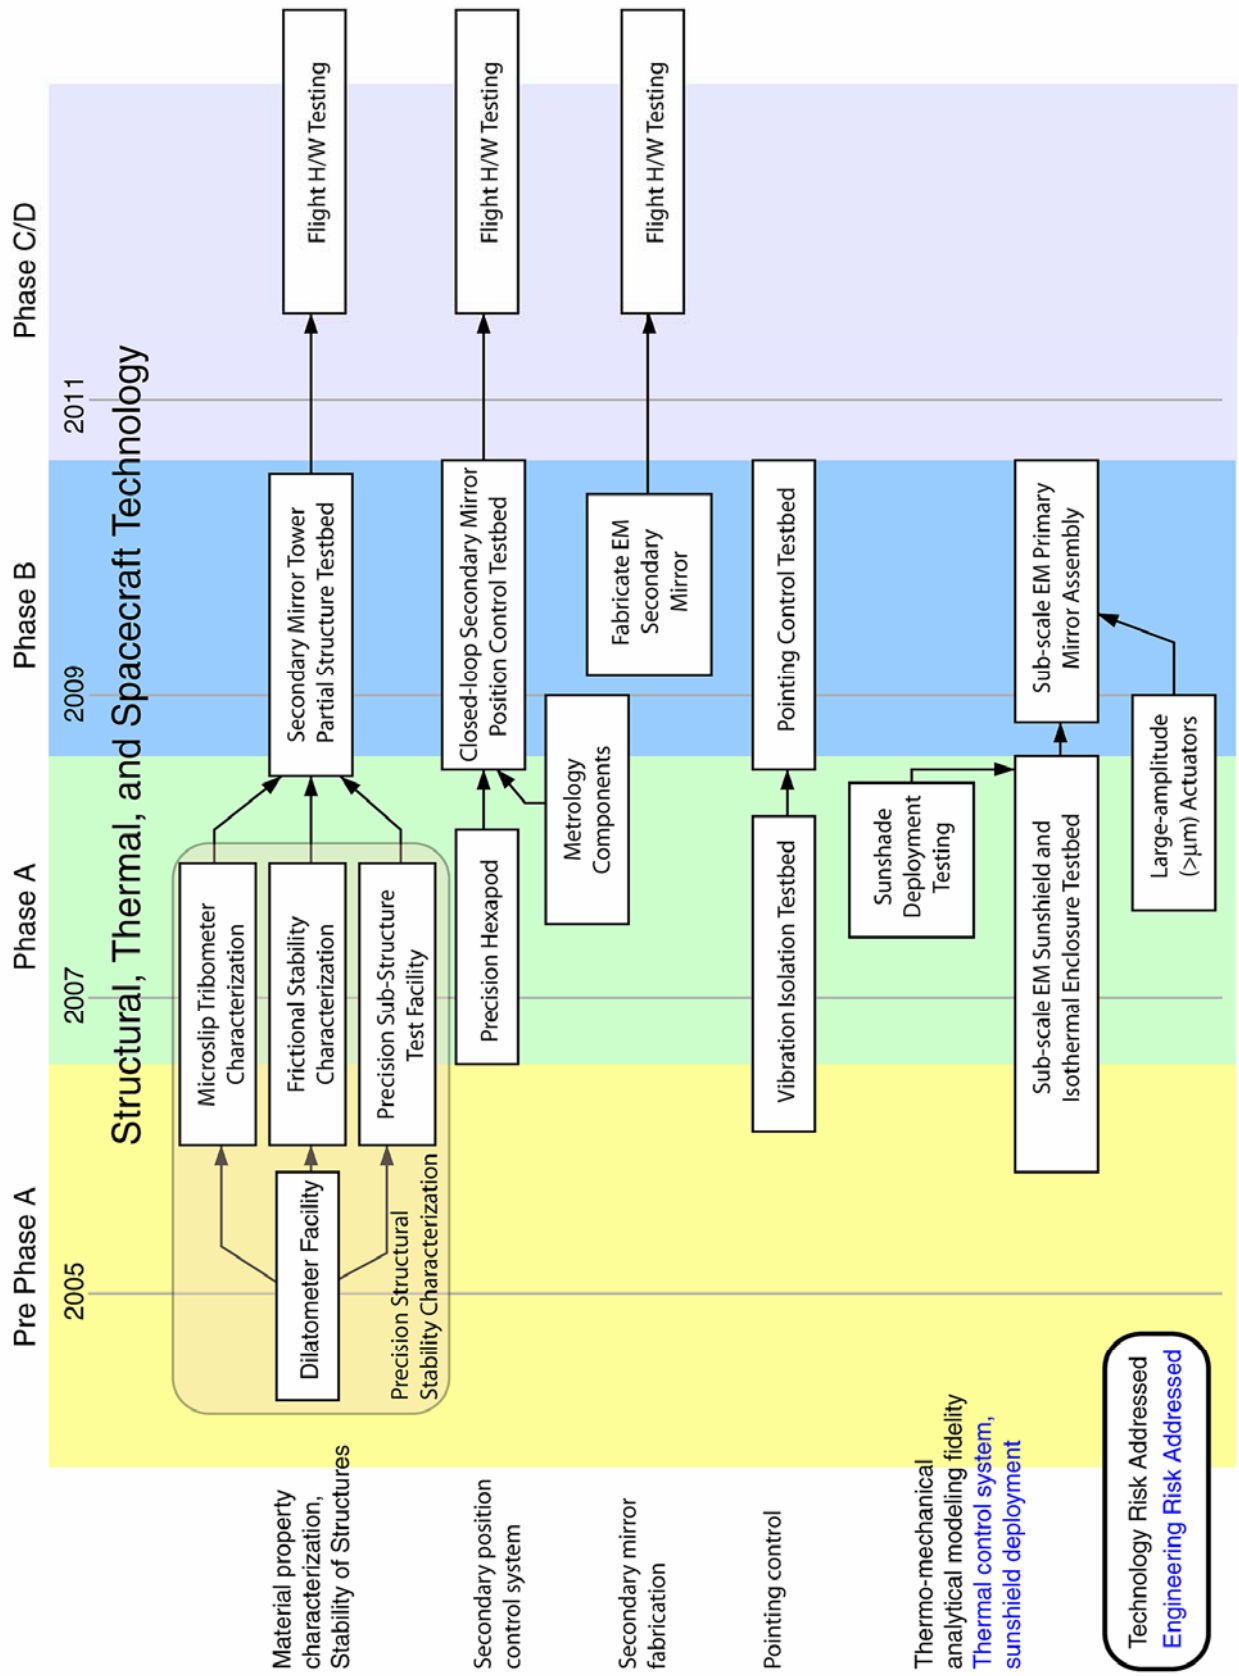 Pre Phase A
Phase A
Phase B
Phase C/D
2005
2007
2009
2011
Structural, Thermal, and Spacecraft Technology
Material property
characterization,
Stability of Structures
Dilatometer Facility
Precision Structural
Stability Characterization
Microslip Tribometer
Characterization
Frictional Stability
Characterization
Precision Sub-Structure
Test Facility
Secondary Mirror Tower
Partial Structure Testbed
Flight H/W Testing
Secondary position
control system
Precision Hexapod
Metrology
Components
Closed-loop Secondary Mirror
Position Control Testbed
Flight H/W Testing
Secondary mirror
fabrication
Fabricate EM
Secondary
Mirror
Flight H/W Testing
Pointing control
Vibration Isolation Testbed
Pointing Control Testbed
Thermo-mechanical
analytical modeling fidelity
Thermal control system,
sunshield deployment
Sunshade
Deployment
Testing
Sub-scale EM Sunshield and
Isothermal Enclosure Testbed
Sub-scale EM Primary
Mirror Assembly
Large-amplitude
(>µm) Actuators
Technology Risk Addressed
Engineering Risk Addressed